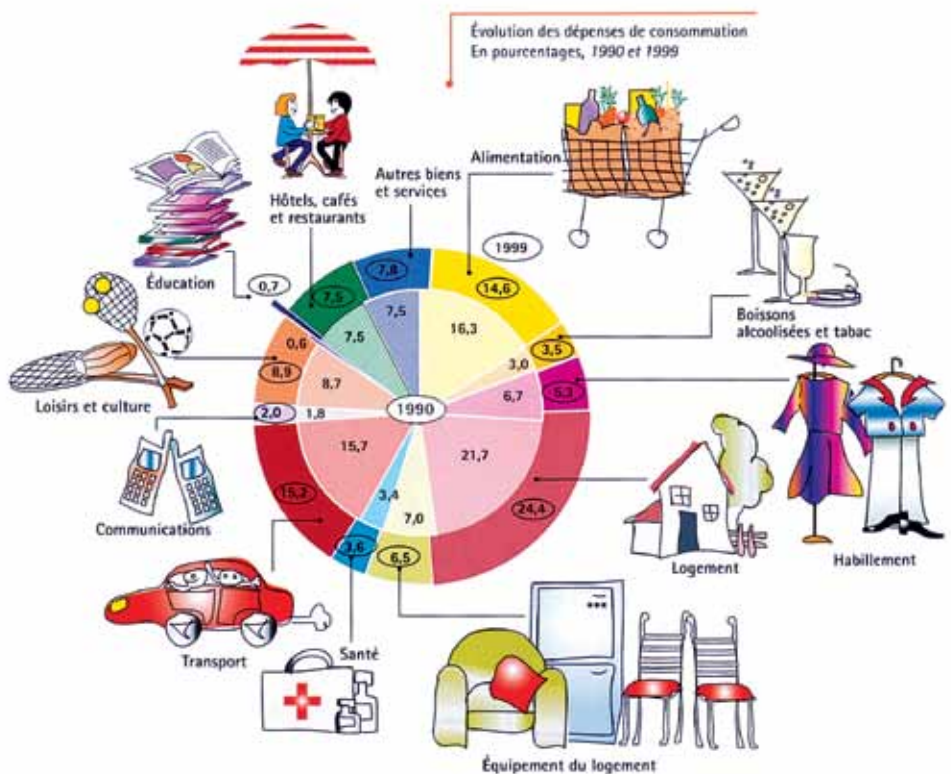 Évolution des dépenses de consommation
En pourcentages, 1990 et 1999
Alimentation
Autres biens
et services
Hôtels, cafés
et restaurants
Éducation
Boissons
alcoolisées et tabac
Loisirs et culture
Communications
Transport
Santé
Logement
Habillement
Équipement du logement
1999
7,8
14,6
0,7
7,5
3,5
8,9
5,3
2,0
15,2
24,4
3,6
6,5
1990
7,5
16,3
7,5
3,0
0,6
8,7
6,7
1,8
15,7
21,7
3,4
7,0